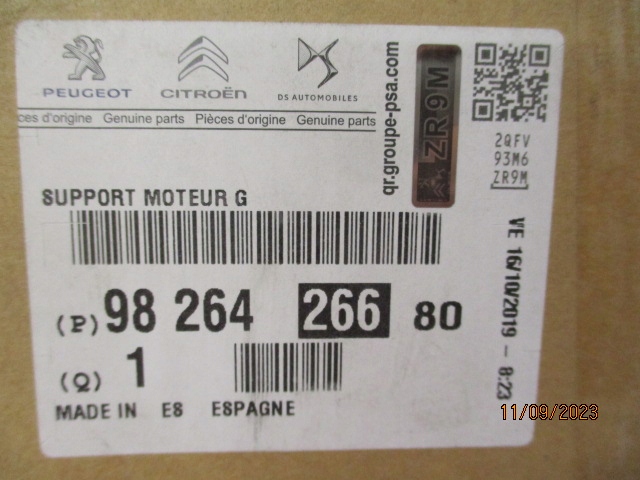 PEUGEOT CITROËN DS AUTOMOBILES
ces d'origine Genuine parts Pièces d'origine Genuine parts
qr.groupe-psa.com
ZR9M
2QFV
93M6
ZR9M
SUPPORT MOTEUR G
(P) 98 264 266 80
(Q) 1
MADE IN ES ESPAGNE
VE 16/10/2019 - 8:23
11/09/2023